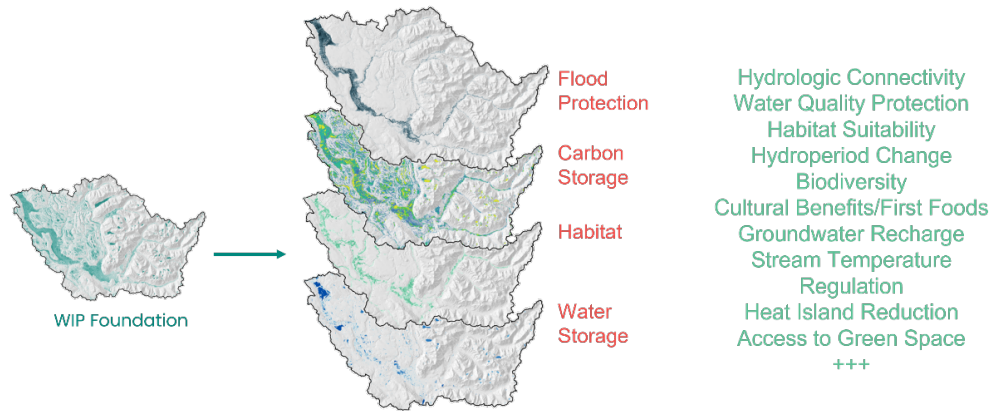 WIP Foundation
Flood
Protection
Carbon
Storage
Habitat
Water
Storage
Hydrologic Connectivity
Water Quality Protection
Habitat Suitability
Hydroperiod Change
Biodiversity
Cultural Benefits/First Foods
Groundwater Recharge
Stream Temperature
Regulation
Heat Island Reduction
Access to Green Space
+++